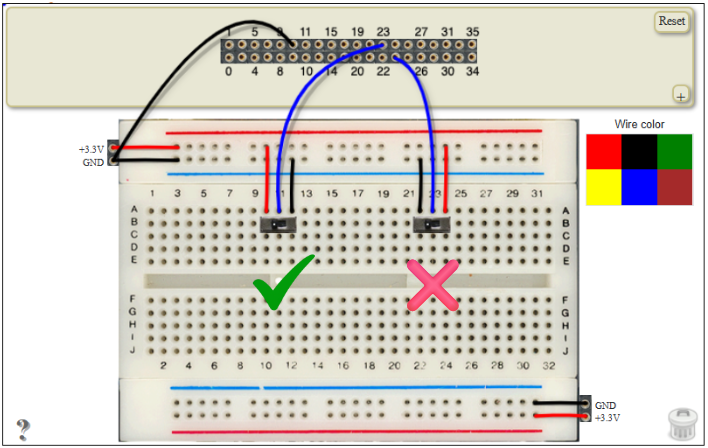 1 5 9 11 15 19 23 27 31 35
Reset
0 4 8 10 14 20 22 26 30 34
+
Wire color
+3.3V
GND
1 3 5 7 9 11 13 15 17 19 21 23 25 27 29 31
A A
B B
C C
D D
E E
F F
G G
H H
I I
J J
2 4 6 8 10 12 14 16 18 20 22 24 26 28 30 32
GND
+3.3V
?